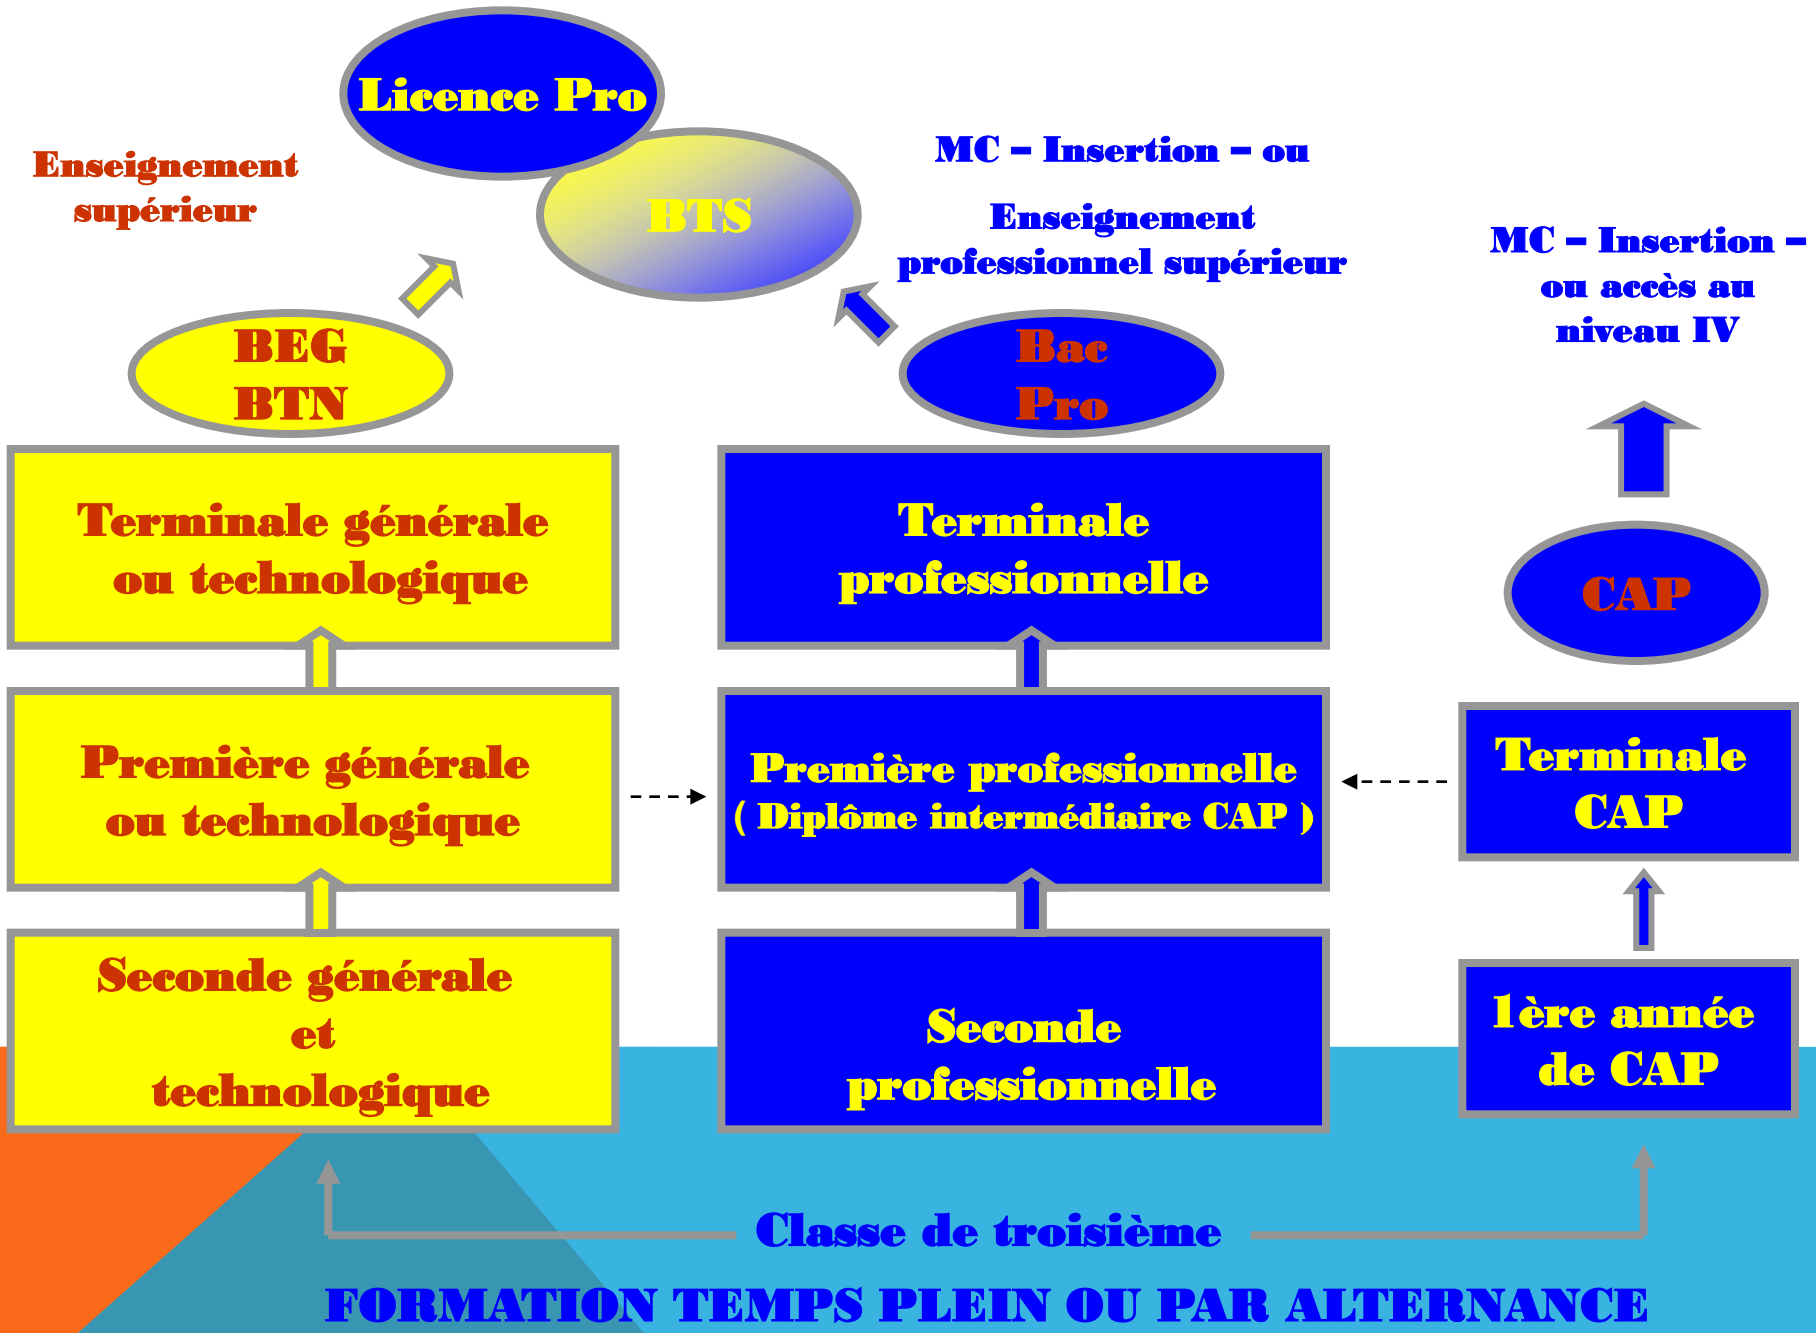 Licence Pro
BTS
Enseignement
supérieur
MC – Insertion – ou
Enseignement
professionnel supérieur
MC – Insertion –
ou accès au
niveau IV
BEG
BTN
Bac
Pro
CAP
Terminale générale
ou technologique
Terminale
professionnelle
Première générale
ou technologique
Première professionnelle
( Diplôme intermédiaire CAP )
Terminale
CAP
Seconde générale
et
technologique
Seconde
professionnelle
1ère année
de CAP
Classe de troisième
FORMATION TEMPS PLEIN OU PAR ALTERNANCE